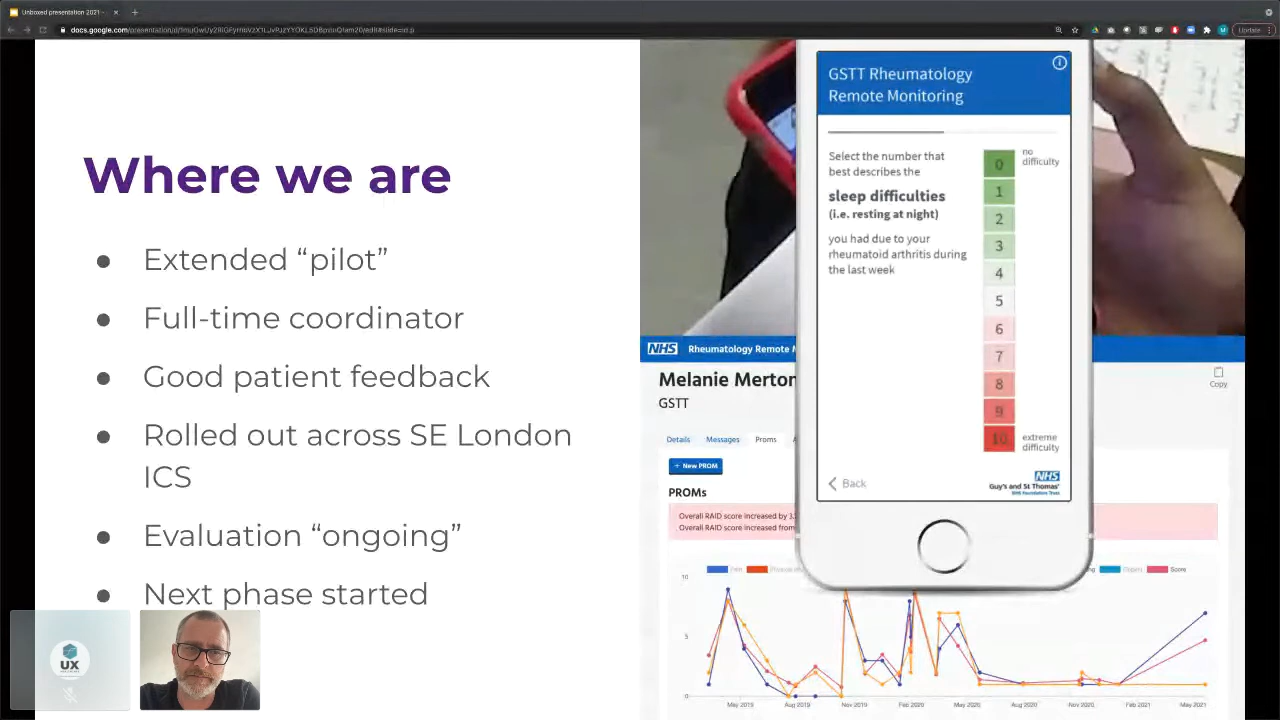 Unboxed presentation 2021 -
Update
Where we are
● Extended “pilot”
● Full-time coordinator
● Good patient feedback
● Rolled out across SE London
ICS
● Evaluation “ongoing”
● Next phase started
UX
GSTT Rheumatology
Remote Monitoring
Select the number that
best describes the
sleep difficulties
(i.e. resting at night)
you had due to your
rheumatoid arthritis during
the last week
0 no difficulty
1
2
3
4
5
6
7
8
9
10 extreme difficulty
Back
NHS
Guy's and St Thomas'
NHS Foundation Trust
NHS Rheumatology Remote
Melanie Merton
GSTT
Copy
Details Messages Proms
+ New PROM
PROMs
Overall RAID score increased by
Overall RAID score increased from
Score
10
5
0
May 2019 Aug 2019 Nov 2019 Feb 2020 May 2020 Aug 2020 Nov 2020 Feb 2021 May 2021